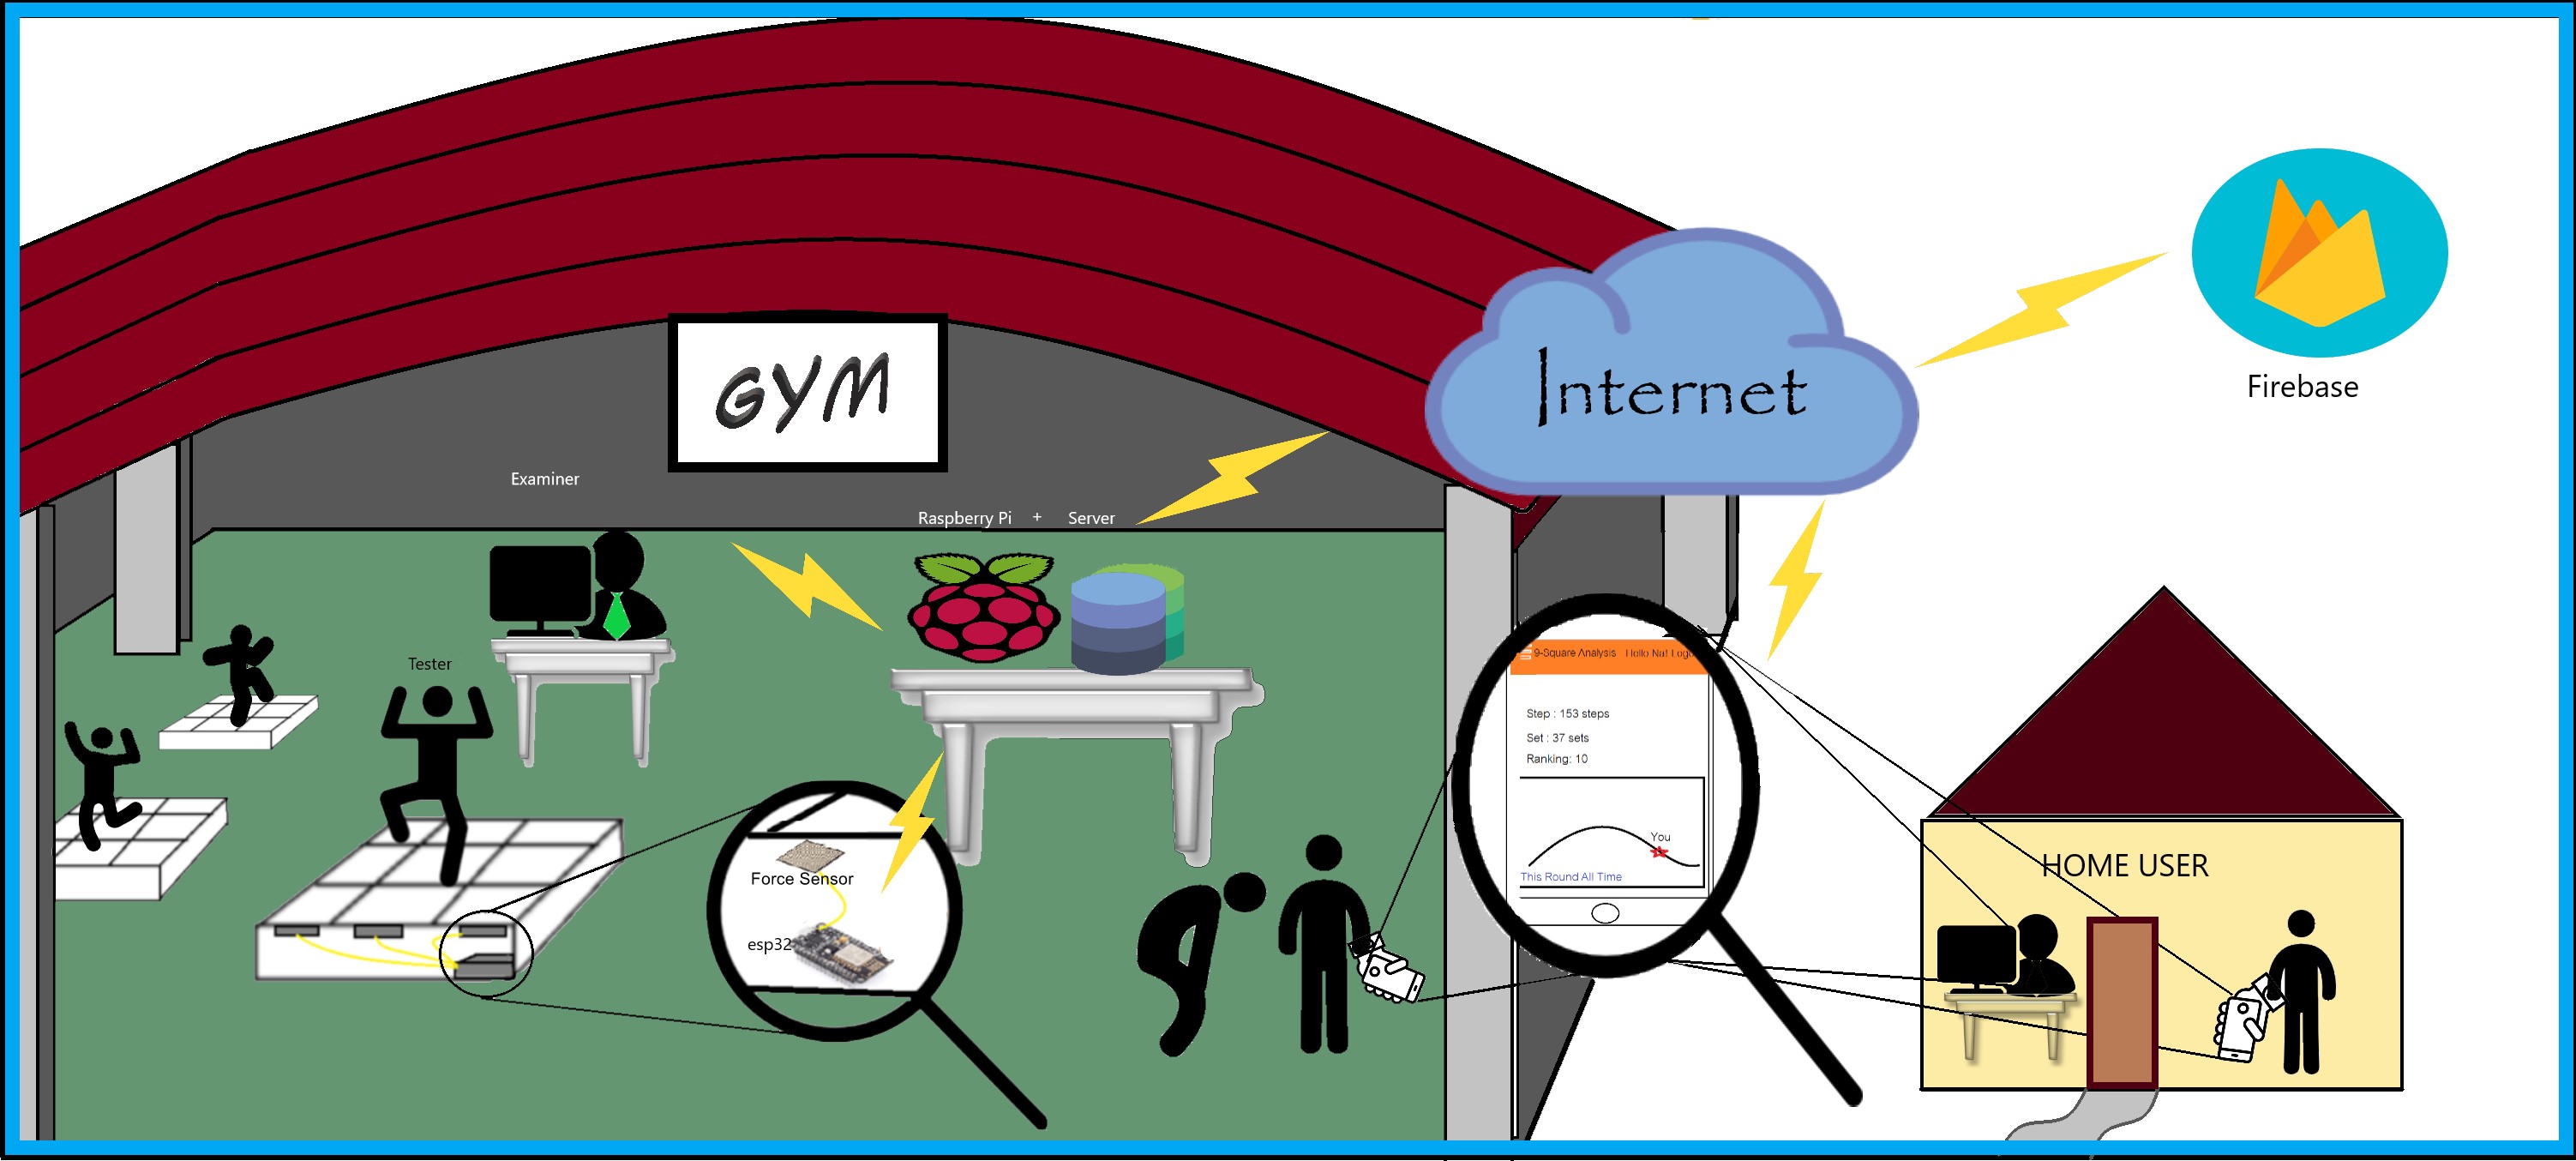 GYM
Internet
Firebase
Examiner
Raspberry Pi + Server
Tester
Force Sensor
esp32
9-Square Analysis Hello Na!
Step : 153 steps
Set : 37 sets
Ranking: 10
You
This Round All Time
HOME USER